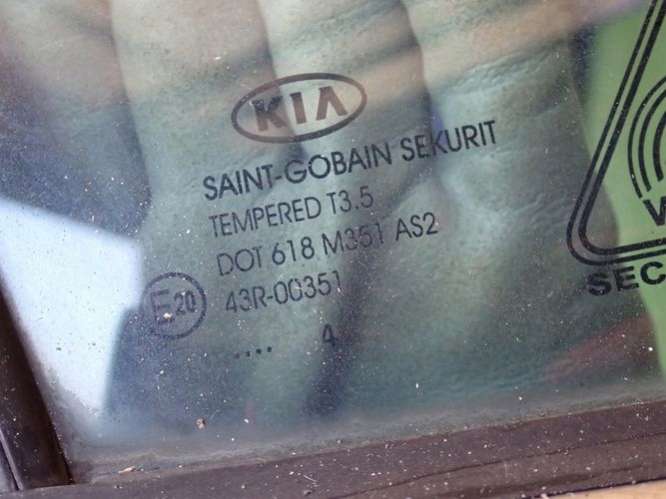 KIA
SAINT-GOBAIN SEKURIT
TEMPERED T3.5
DOT 618 M351 AS2
E20
43R-00351
.... 4
V
SEC